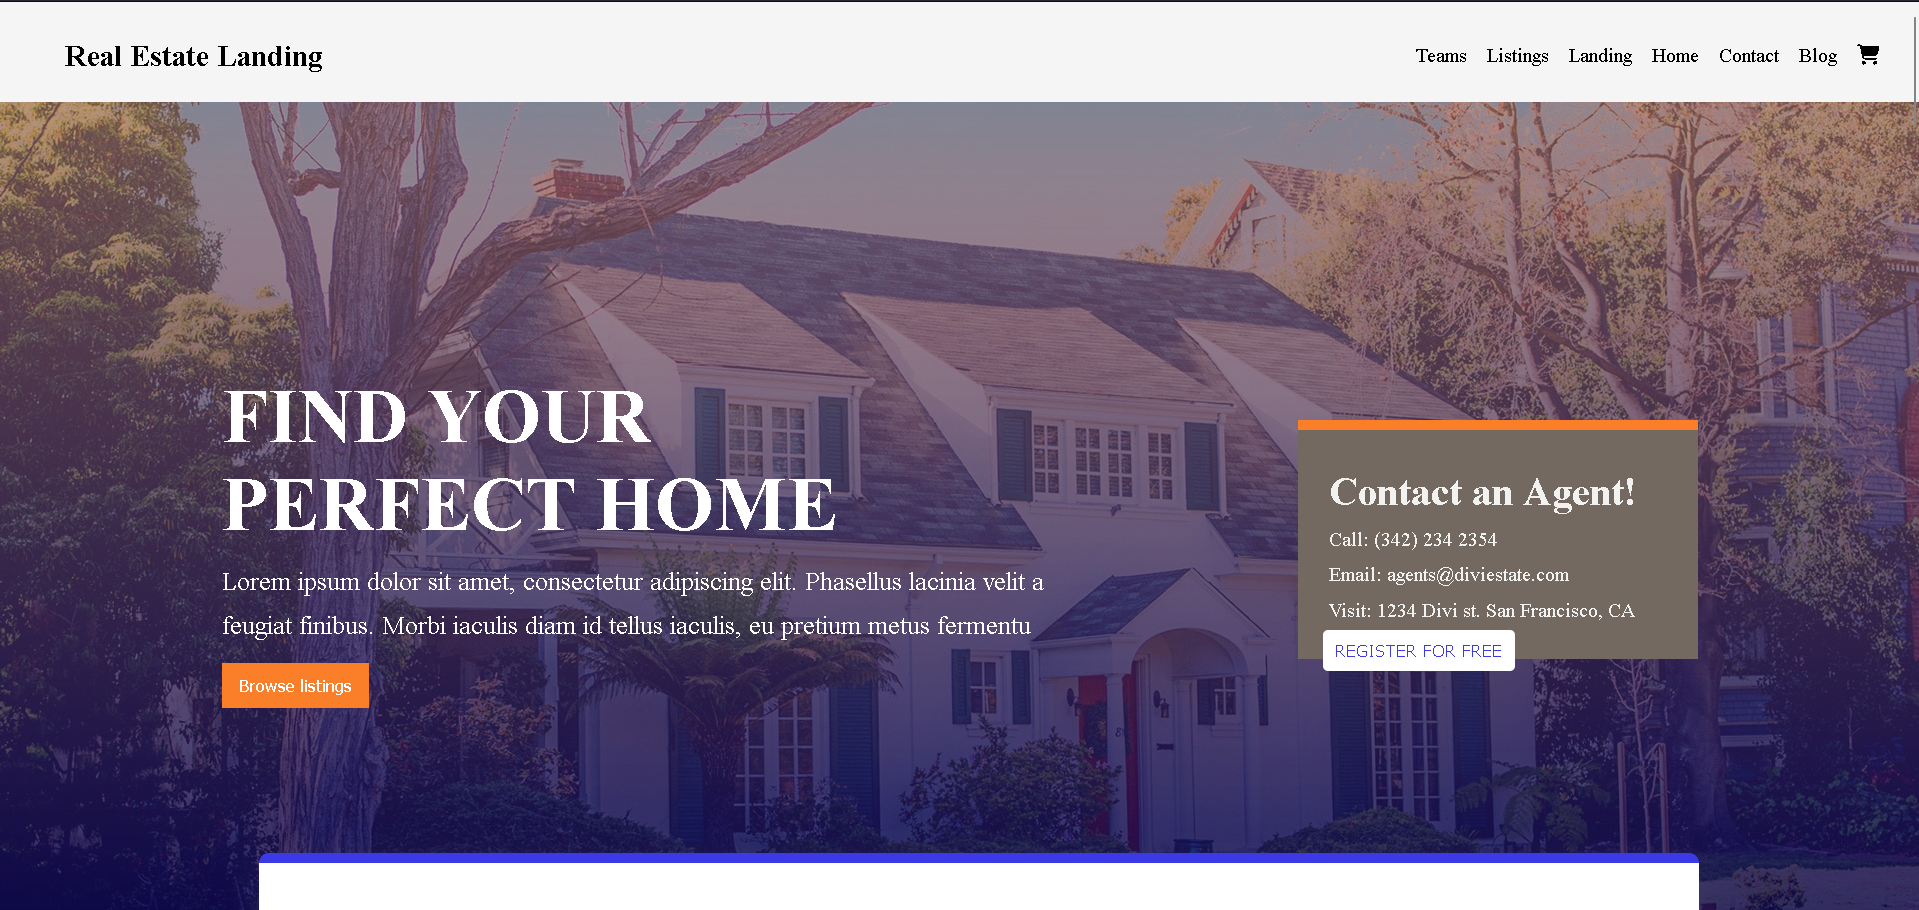 Real Estate Landing
Teams Listings Landing Home Contact Blog
FIND YOUR
PERFECT HOME
Lorem ipsum dolor sit amet, consectetur adipiscing elit. Phasellus lacinia velit a
feugiat finibus. Morbi iaculis diam id tellus iaculis, eu pretium metus fermentu
Browse listings
Contact an Agent!
Call: (342) 234 2354
Email: agents@diviestate.com
Visit: 1234 Divi st. San Francisco, CA
REGISTER FOR FREE